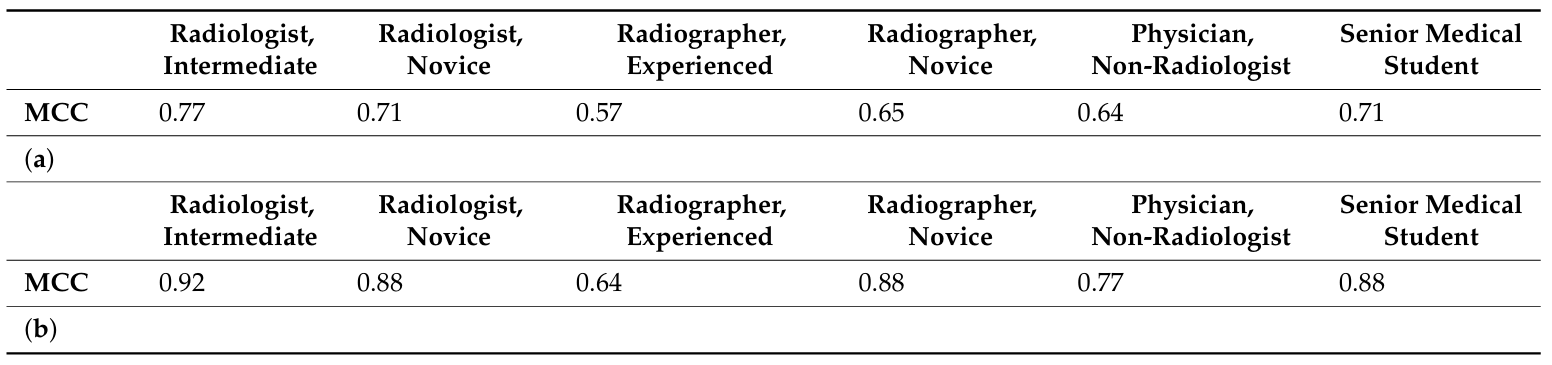 Radiologist, Radiologist, Radiographer, Radiographer, Physician, Senior Medical
Intermediate Novice Experienced Novice Non-Radiologist Student
MCC 0.77 0.71 0.57 0.65 0.64 0.71
(a)
Radiologist, Radiologist, Radiographer, Radiographer, Physician, Senior Medical
Intermediate Novice Experienced Novice Non-Radiologist Student
MCC 0.92 0.88 0.64 0.88 0.77 0.88
(b)